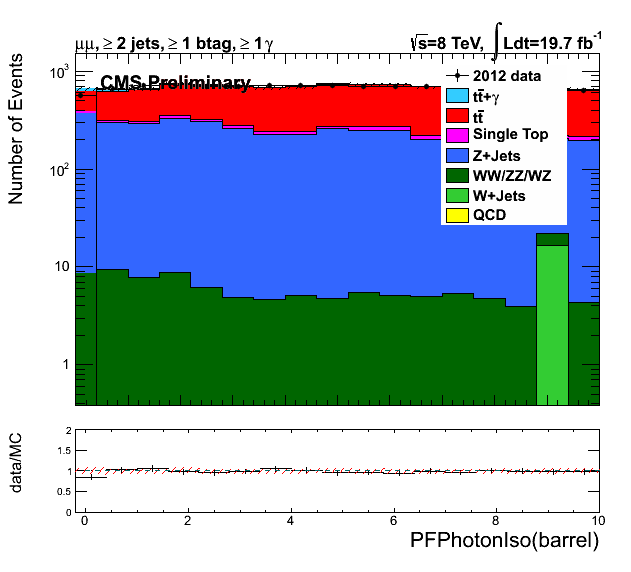 μμ, ≥ 2 jets, ≥ 1 btag, ≥ 1 γ
√s=8 TeV, ∫ Ldt=19.7 fb⁻¹
CMS Preliminary
Number of Events
10³
10²
10
1
2012 data
tt̄+γ
tt̄
Single Top
Z+Jets
WW/ZZ/WZ
W+Jets
QCD
data/MC
2
1.5
1
0.5
0
0 2 4 6 8 10
PFPhotonIso(barrel)